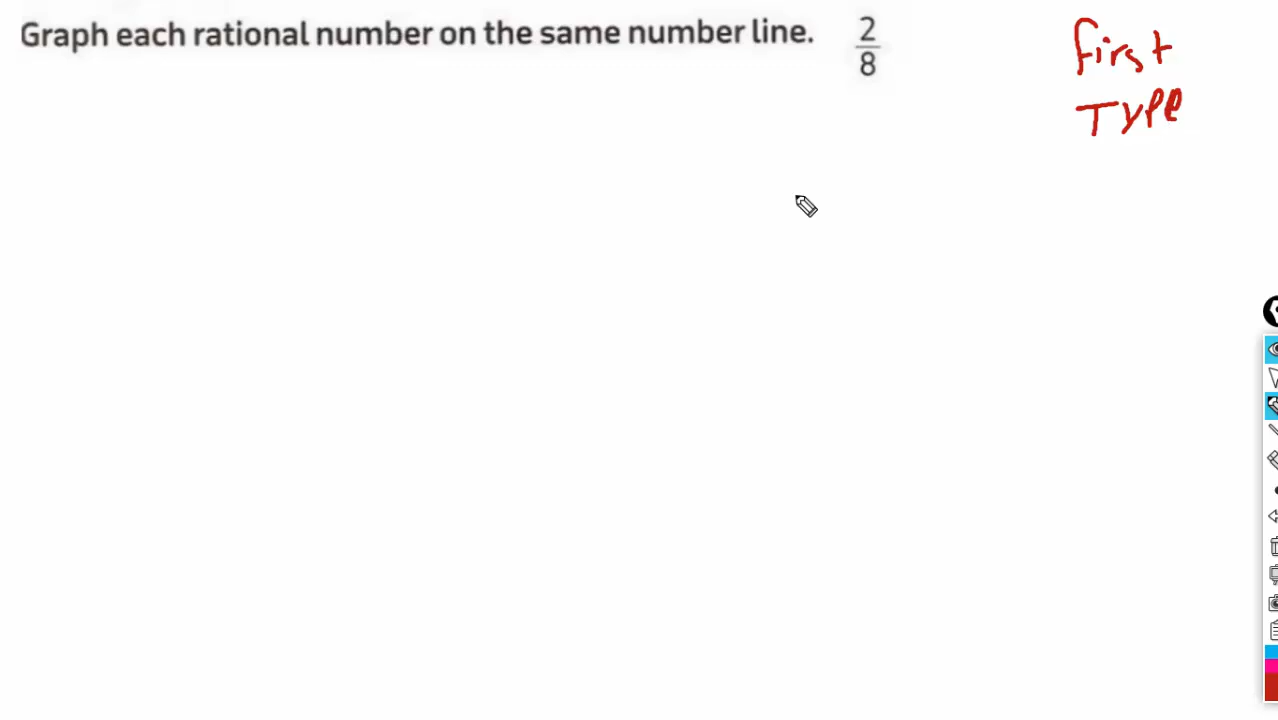 Graph each rational number on the same number line. 2/8
first
Type